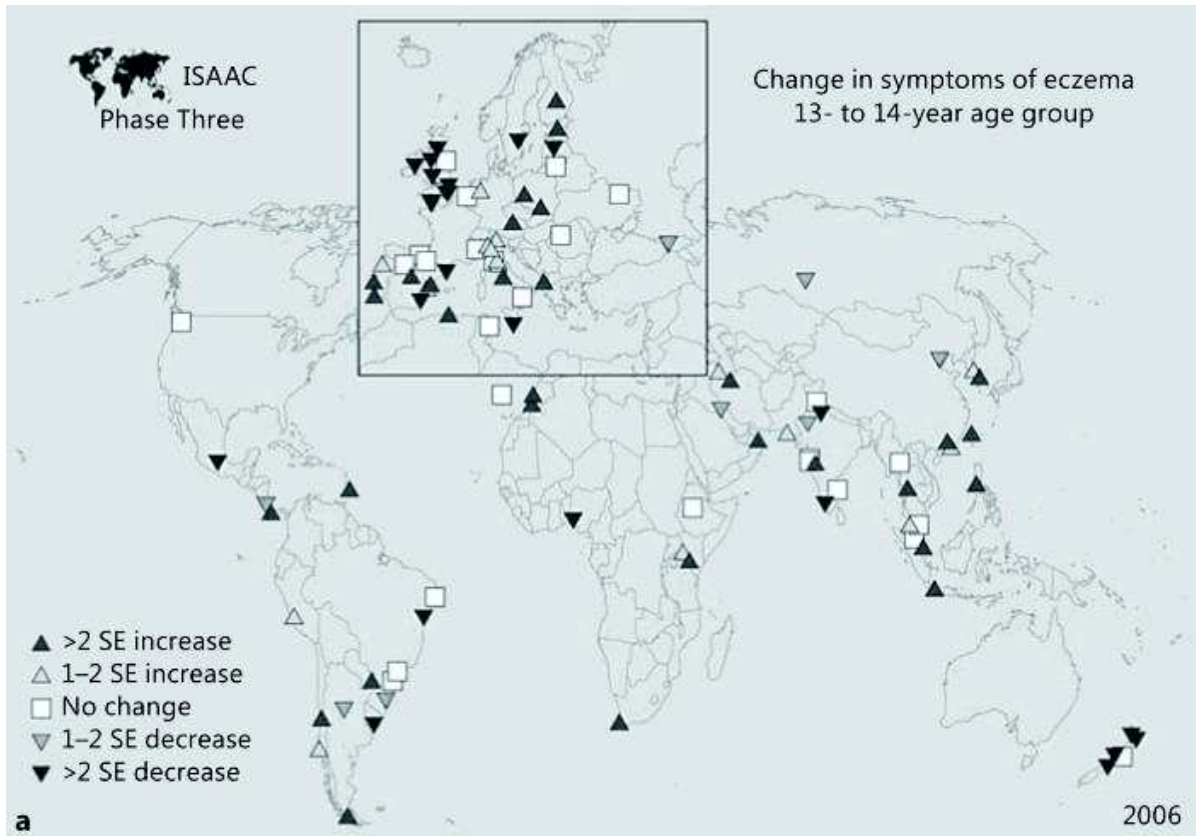 ISAAC
Phase Three
Change in symptoms of eczema
13- to 14-year age group
>2 SE increase
1–2 SE increase
No change
1–2 SE decrease
>2 SE decrease
a
2006